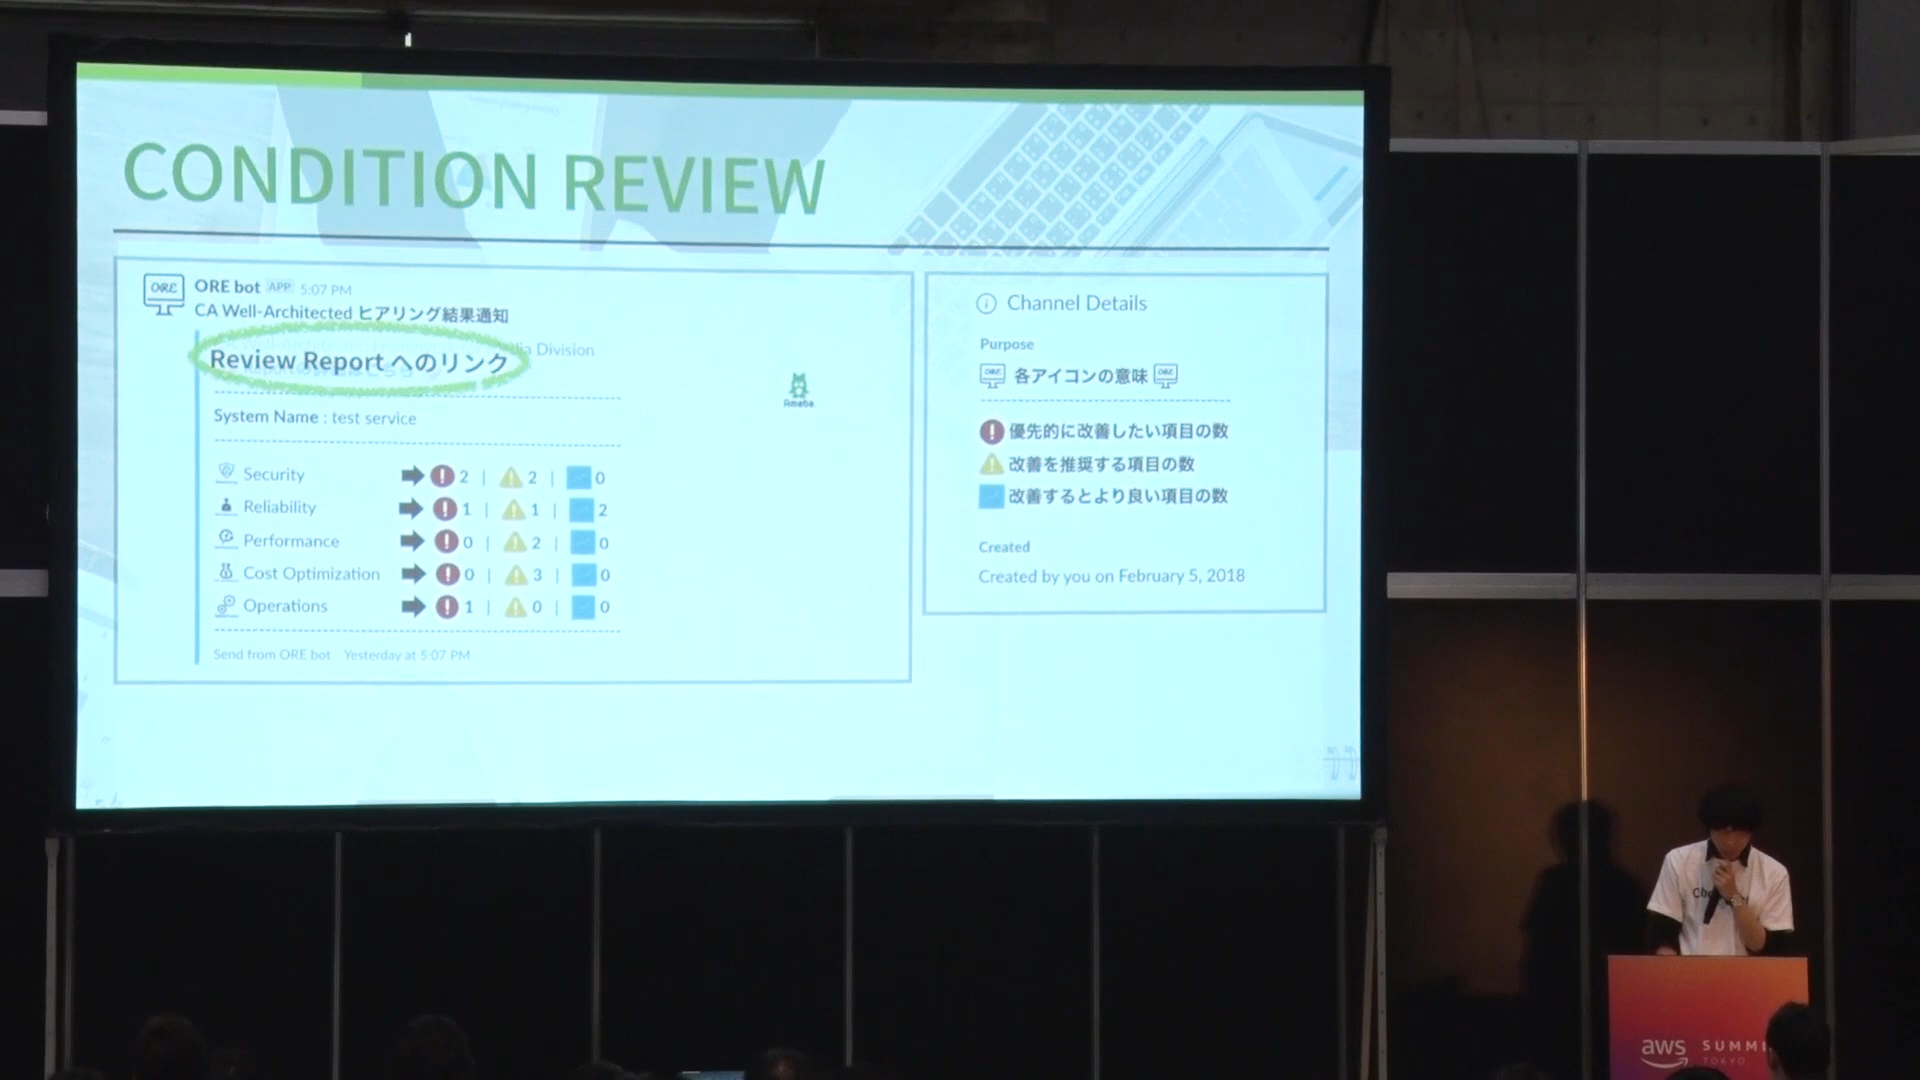 CONDITION REVIEW
ORE
ORE bot APP 5:07 PM
CA Well-Architected ヒアリング結果通知
Division
Review Report へのリンク
Ameba
System Name : test service
Security 2 | 2 | 0
Reliability 1 | 1 | 2
Performance 0 | 2 | 0
Cost Optimization 0 | 3 | 0
Operations 1 | 0 | 0
Send from ORE bot Yesterday at 5:07 PM
Channel Details
Purpose
ORE 各アイコンの意味 ORE
優先的に改善したい項目の数
改善を推奨する項目の数
改善するとより良い項目の数
Created
Created by you on February 5, 2018
aws SUMMI
TOKYO